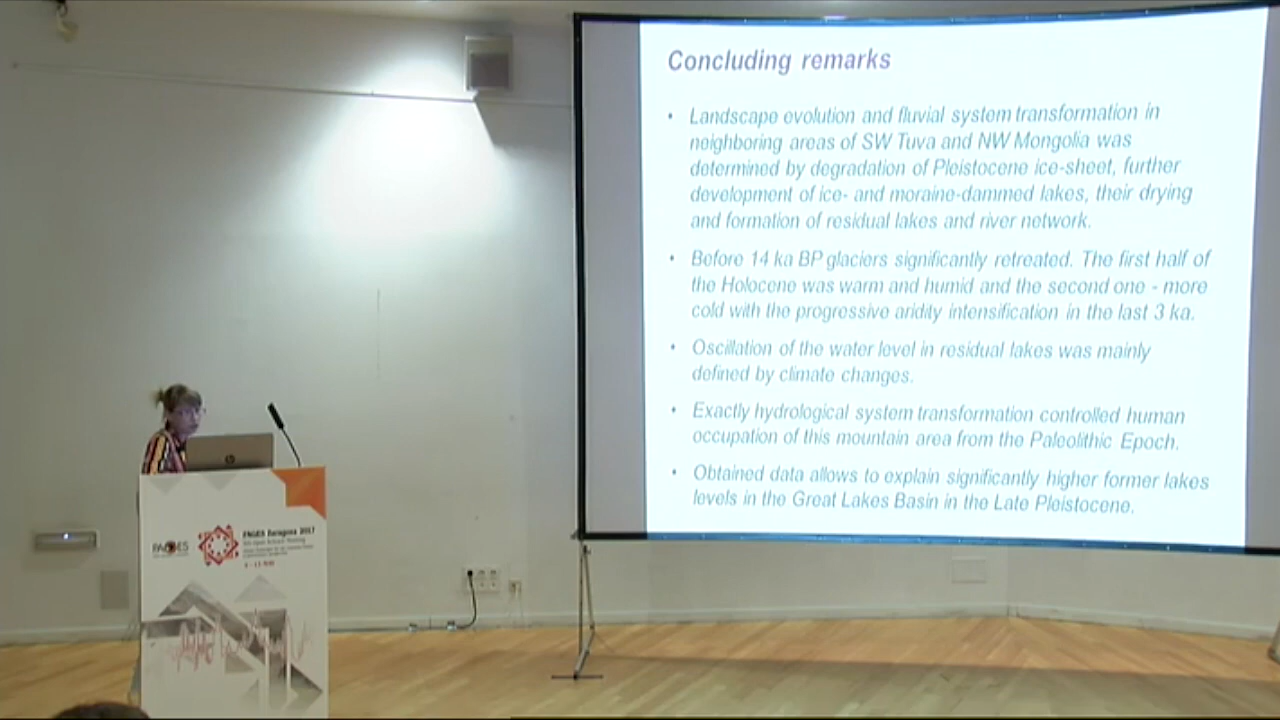 Concluding remarks
• Landscape evolution and fluvial system transformation in
neighboring areas of SW Tuva and NW Mongolia was
determined by degradation of Pleistocene ice-sheet, further
development of ice- and moraine-dammed lakes, their drying
and formation of residual lakes and river network.
• Before 14 ka BP glaciers significantly retreated. The first half of
the Holocene was warm and humid and the second one - more
cold with the progressive aridity intensification in the last 3 ka.
• Oscillation of the water level in residual lakes was mainly
defined by climate changes.
• Exactly hydrological system transformation controlled human
occupation of this mountain area from the Paleolithic Epoch.
• Obtained data allows to explain significantly higher former lakes
levels in the Great Lakes Basin in the Late Pleistocene.
hp
PAGES
PAGES Zaragoza 2017